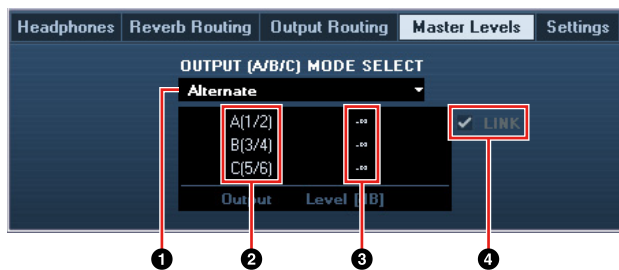 Headphones Reverb Routing Output Routing Master Levels Settings
OUTPUT (A/B/C) MODE SELECT
Alternate
A(1/2) -∞
B(3/4) -∞
C(5/6) -∞
LINK
Output Level [dB]
1 2 3 4